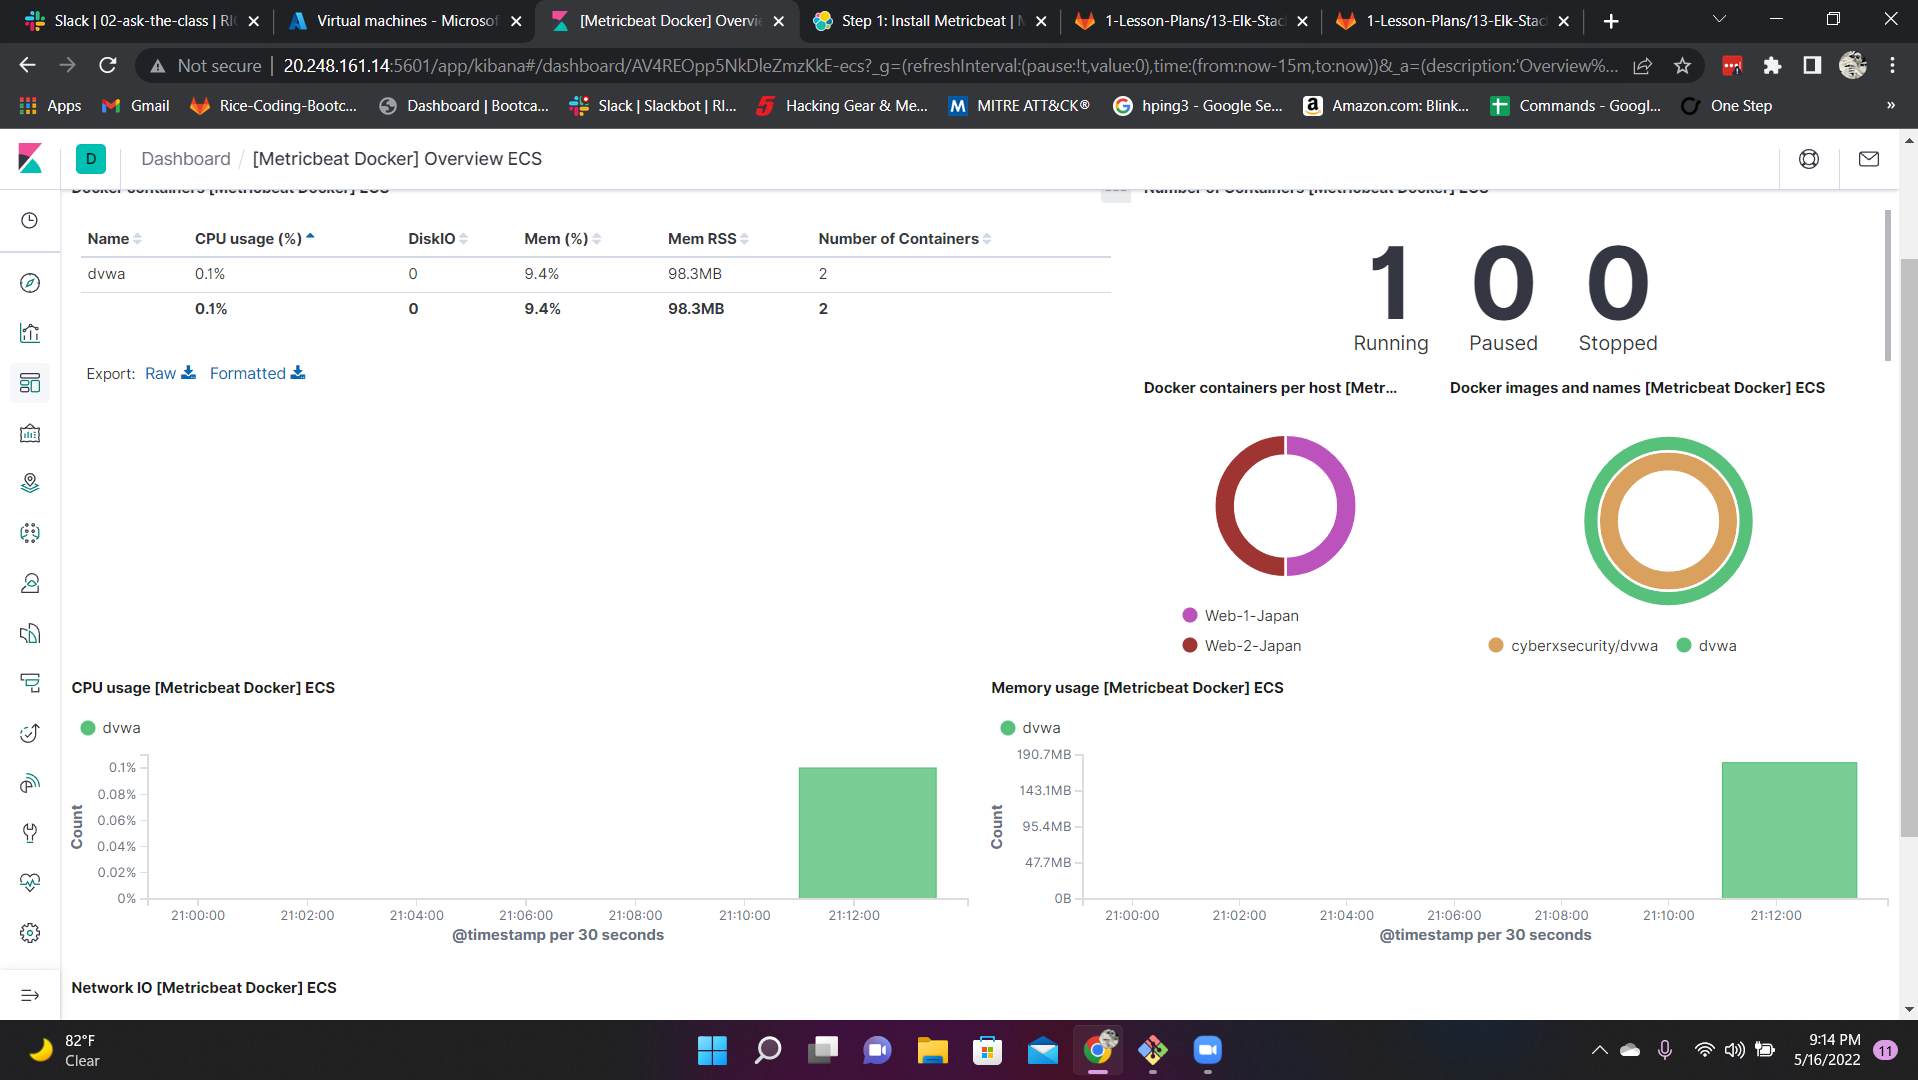 Slack | 02-ask-the-class | RI
Virtual machines - Microsof
[Metricbeat Docker] Overvie
Step 1: Install Metricbeat | M
1-Lesson-Plans/13-Elk-Stac
1-Lesson-Plans/13-Elk-Stac
Not secure
20.248.161.14:5601/app/kibana#/dashboard/AV4REOpp5NkDleZmzKkE-ecs?_g=(refreshInterval:(pause:!t,value:0),time:(from:now-15m,to:now))&_a=(description:'Overview%...
Apps
Gmail
Rice-Coding-Bootc...
Dashboard | Bootca...
Slack | Slackbot | RI...
Hacking Gear & Me...
MITRE ATT&CK®
hping3 - Google Se...
Amazon.com: Blink...
Commands - Googl...
One Step
»
D
Dashboard / [Metricbeat Docker] Overview ECS
Docker containers [Metricbeat Docker] ECS
Number of Containers [Metricbeat Docker] ECS
Name CPU usage (%) DiskIO Mem (%) Mem RSS Number of Containers
dvwa 0.1% 0 9.4% 98.3MB 2
0.1% 0 9.4% 98.3MB 2
Export: Raw Formatted
1 0 0
Running Paused Stopped
Docker containers per host [Metr...
Docker images and names [Metricbeat Docker] ECS
Web-1-Japan
Web-2-Japan
cyberxsecurity/dvwa dvwa
CPU usage [Metricbeat Docker] ECS
dvwa
0.1%
0.08%
0.06%
0.04%
0.02%
0%
Count
21:00:00 21:02:00 21:04:00 21:06:00 21:08:00 21:10:00 21:12:00
@timestamp per 30 seconds
Memory usage [Metricbeat Docker] ECS
dvwa
190.7MB
143.1MB
95.4MB
47.7MB
0B
Count
21:00:00 21:02:00 21:04:00 21:06:00 21:08:00 21:10:00 21:12:00
@timestamp per 30 seconds
Network IO [Metricbeat Docker] ECS
82°F
Clear
9:14 PM
5/16/2022
11